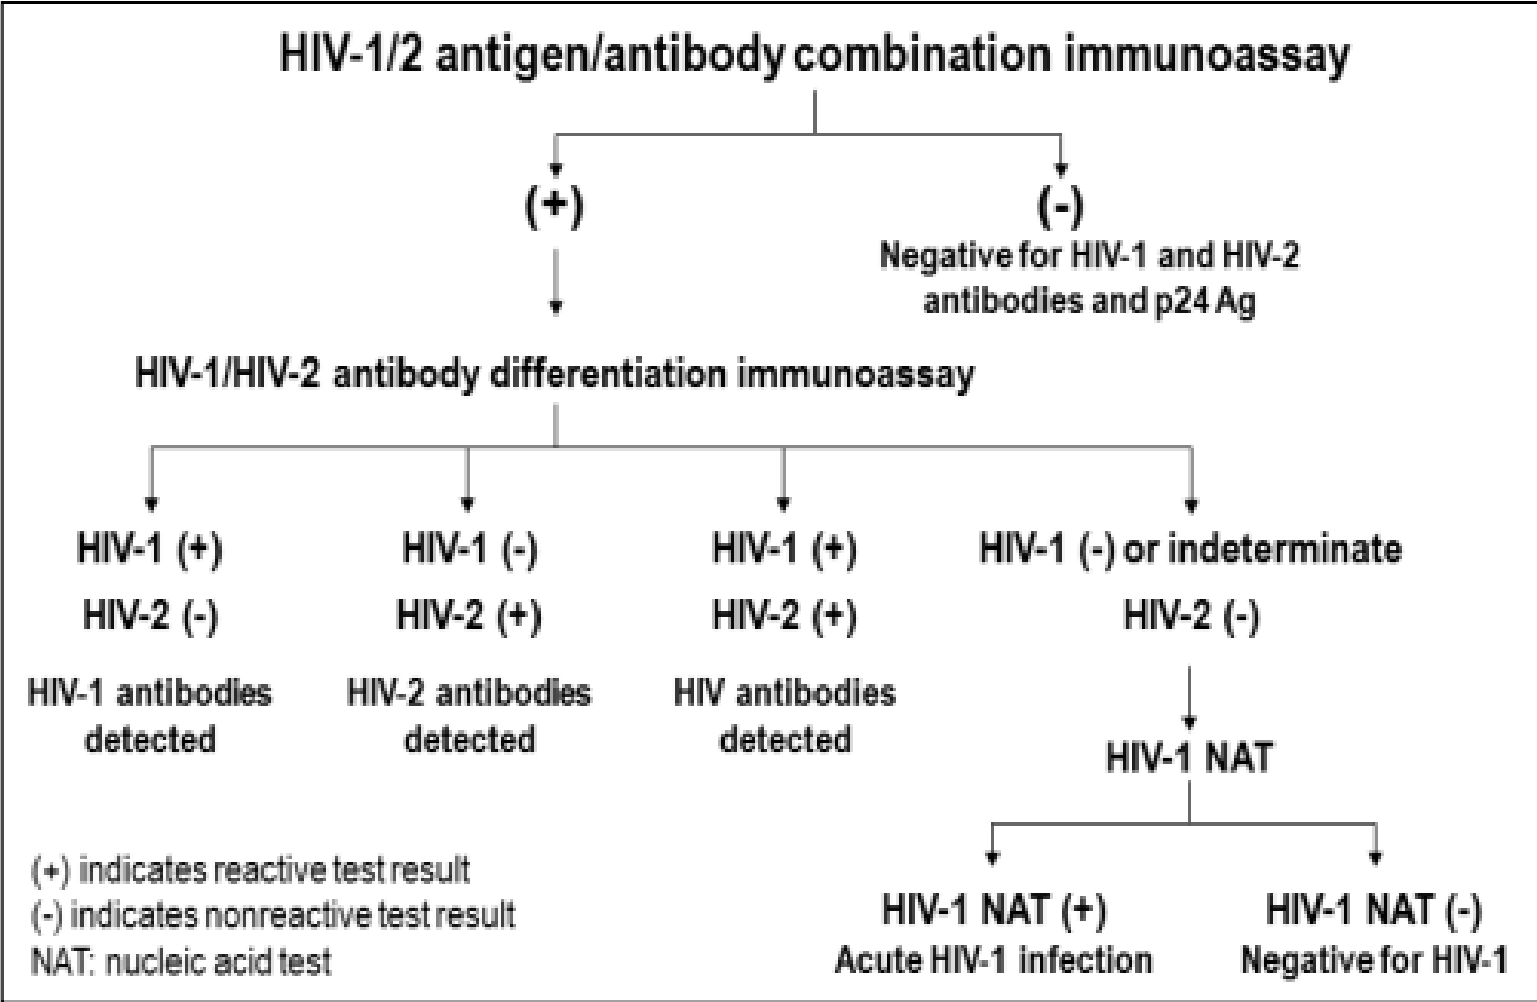 HIV-1/2 antigen/antibody combination immunoassay
(+)
(-)
Negative for HIV-1 and HIV-2
antibodies and p24 Ag
HIV-1/HIV-2 antibody differentiation immunoassay
HIV-1 (+)
HIV-2 (-)
HIV-1 antibodies
detected
HIV-1 (-)
HIV-2 (+)
HIV-2 antibodies
detected
HIV-1 (+)
HIV-2 (+)
HIV antibodies
detected
HIV-1 (-) or indeterminate
HIV-2 (-)
HIV-1 NAT
HIV-1 NAT (+)
Acute HIV-1 infection
HIV-1 NAT (-)
Negative for HIV-1
(+) indicates reactive test result
(-) indicates nonreactive test result
NAT: nucleic acid test